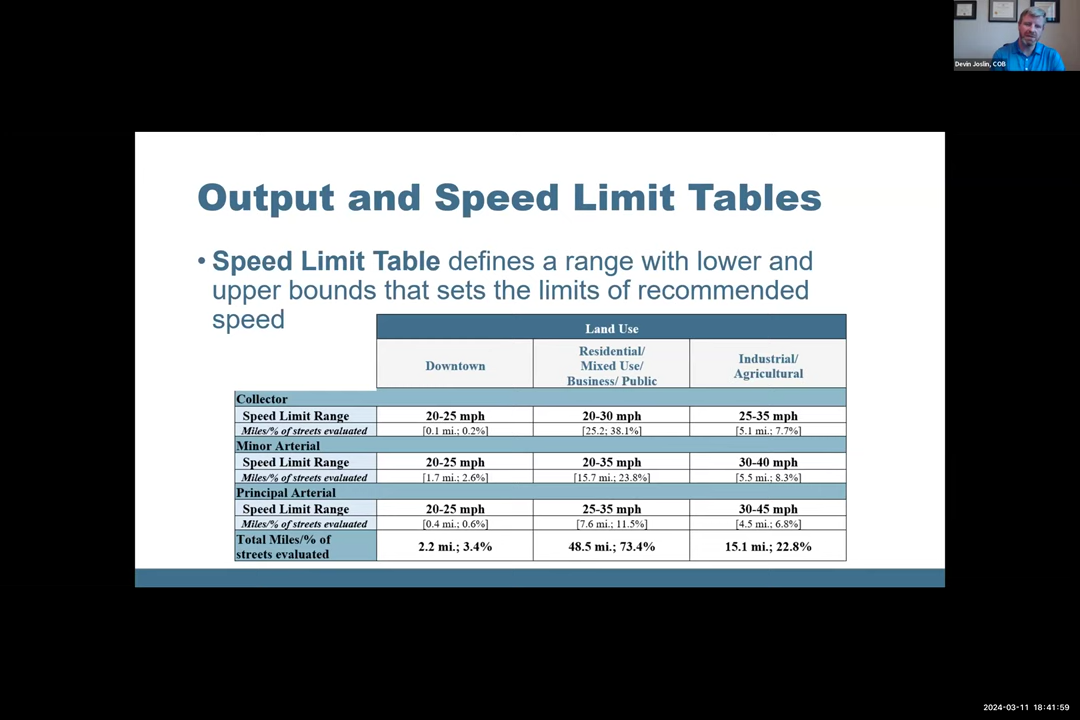 Devin Joslin, COB
Output and Speed Limit Tables
• Speed Limit Table defines a range with lower and
upper bounds that sets the limits of recommended
speed
Land Use
Downtown
Residential/
Mixed Use/
Business/ Public
Industrial/
Agricultural
Collector
Speed Limit Range 20-25 mph 20-30 mph 25-35 mph
Miles/% of streets evaluated [0.1 mi.; 0.2%] [25.2; 38.1%] [5.1 mi.; 7.7%]
Minor Arterial
Speed Limit Range 20-25 mph 20-35 mph 30-40 mph
Miles/% of streets evaluated [1.7 mi.; 2.6%] [15.7 mi.; 23.8%] [5.5 mi.; 8.3%]
Principal Arterial
Speed Limit Range 20-25 mph 25-35 mph 30-45 mph
Miles/% of streets evaluated [0.4 mi.; 0.6%] [7.6 mi.; 11.5%] [4.5 mi.; 6.8%]
Total Miles/% of
streets evaluated 2.2 mi.; 3.4% 48.5 mi.; 73.4% 15.1 mi.; 22.8%
2024-03-11 18:41:59